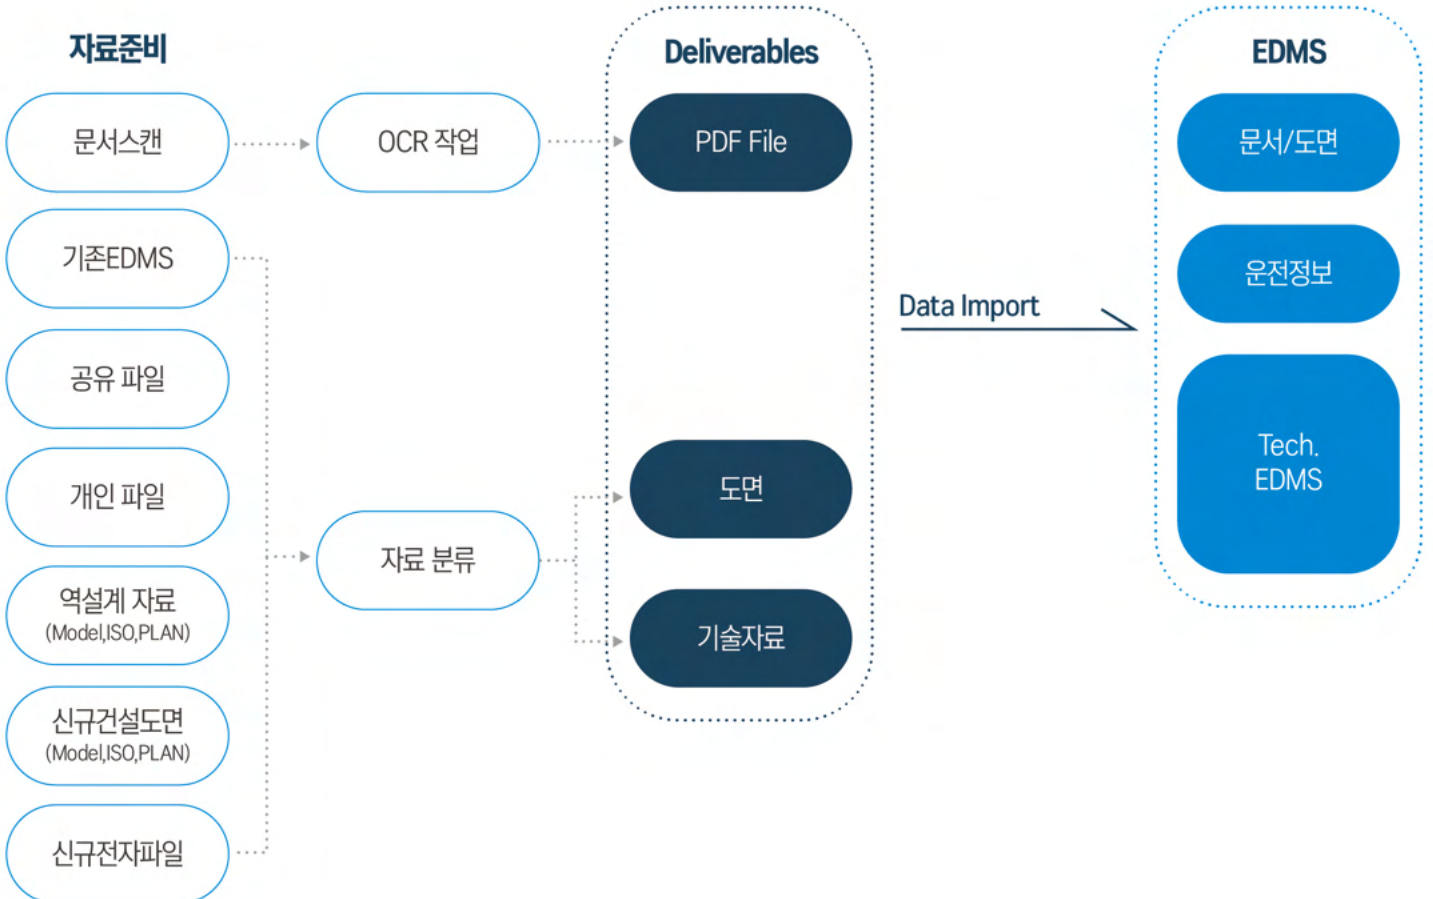 자료준비
문서스캔
기존EDMS
공유 파일
개인 파일
역설계 자료
(Model,ISO,PLAN)
신규건설도면
(Model,ISO,PLAN)
신규전자파일
OCR 작업
자료 분류
Deliverables
PDF File
도면
기술자료
Data Import
EDMS
문서/도면
운전정보
Tech.
EDMS